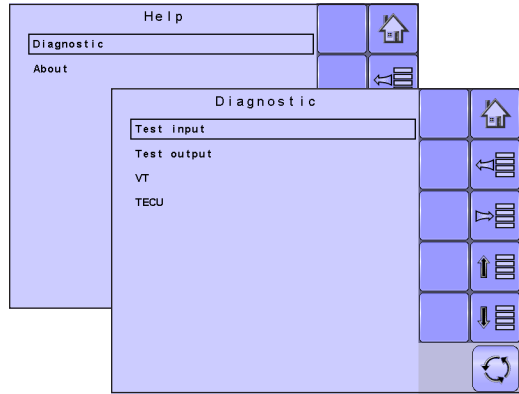 Help
Diagnostic
About
Diagnostic
Test input
Test output
VT
TECU